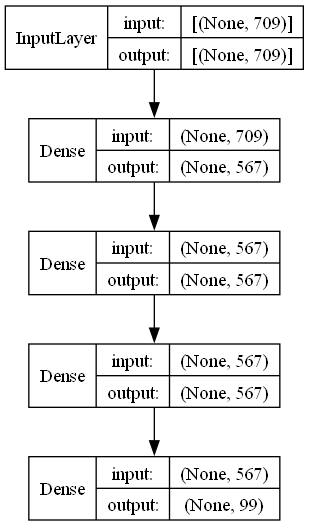 InputLayer
input: [(None, 709)]
output: [(None, 709)]
Dense
input: (None, 709)
output: (None, 567)
Dense
input: (None, 567)
output: (None, 567)
Dense
input: (None, 567)
output: (None, 567)
Dense
input: (None, 567)
output: (None, 99)